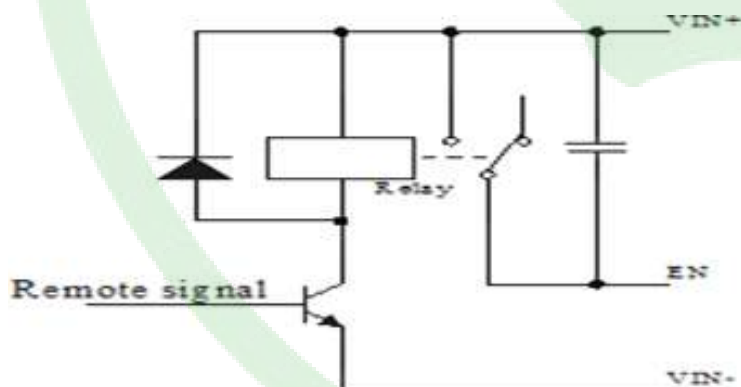 VIN+
Relay
EN
Remote signal
VIN-